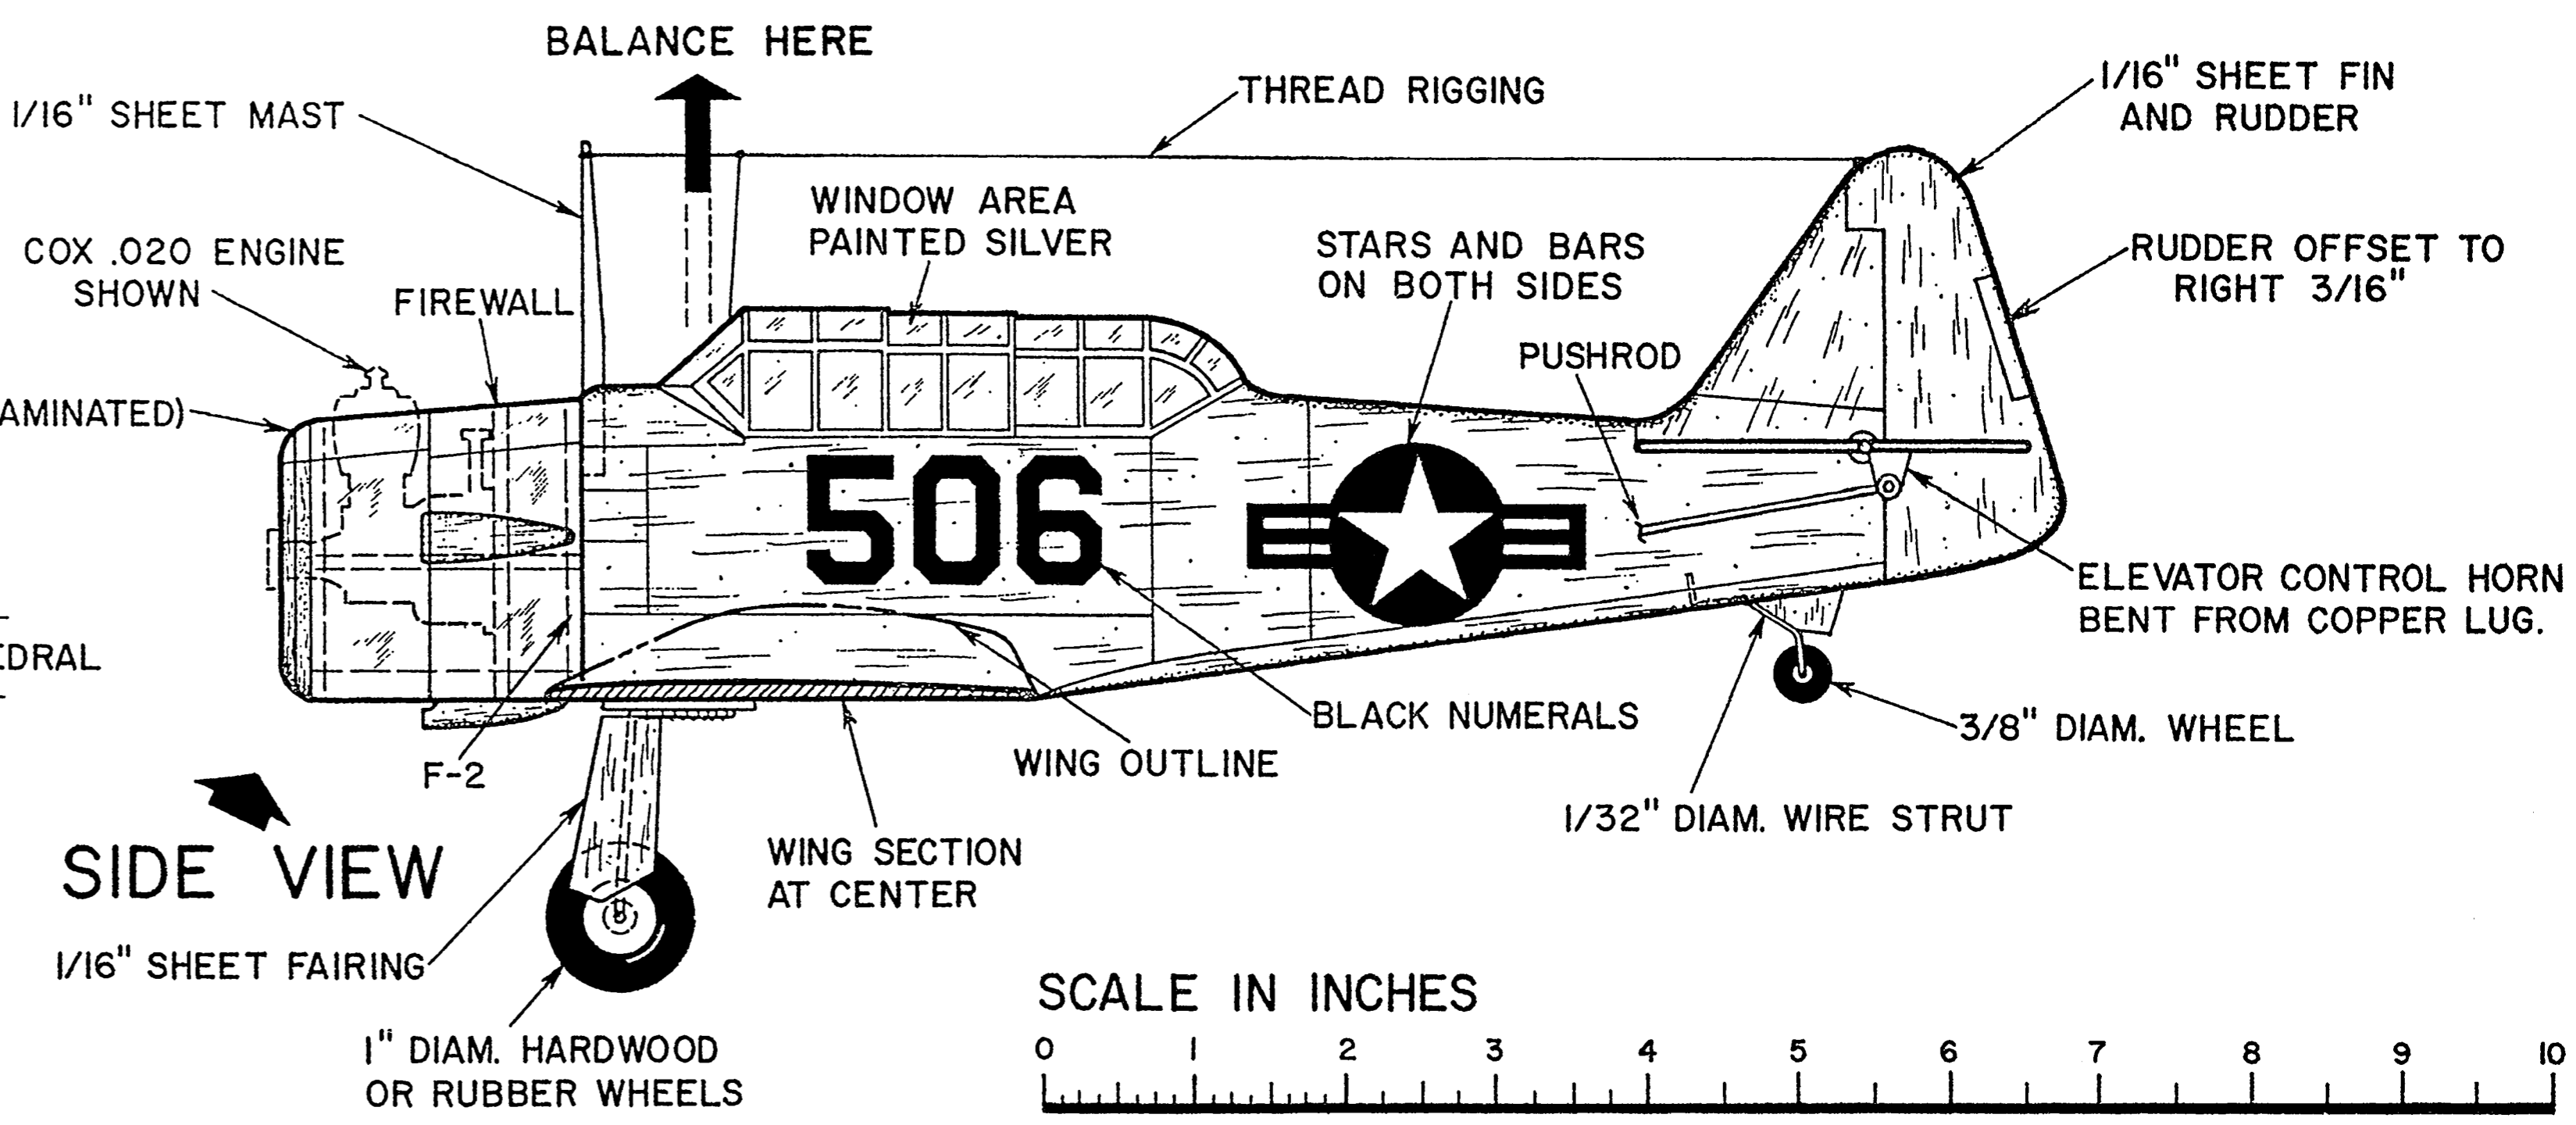 BALANCE HERE
1/16" SHEET MAST
THREAD RIGGING
1/16" SHEET FIN
AND RUDDER
WINDOW AREA
PAINTED SILVER
COX .020 ENGINE
SHOWN
FIREWALL
STARS AND BARS
ON BOTH SIDES
RUDDER OFFSET TO
RIGHT 3/16"
PUSHROD
AMINATED)
506
ELEVATOR CONTROL HORN
BENT FROM COPPER LUG.
EDRAL
BLACK NUMERALS
3/8" DIAM. WHEEL
F-2
WING OUTLINE
1/32" DIAM. WIRE STRUT
SIDE VIEW
WING SECTION
AT CENTER
1/16" SHEET FAIRING
1" DIAM. HARDWOOD
OR RUBBER WHEELS
SCALE IN INCHES
0 1 2 3 4 5 6 7 8 9 10